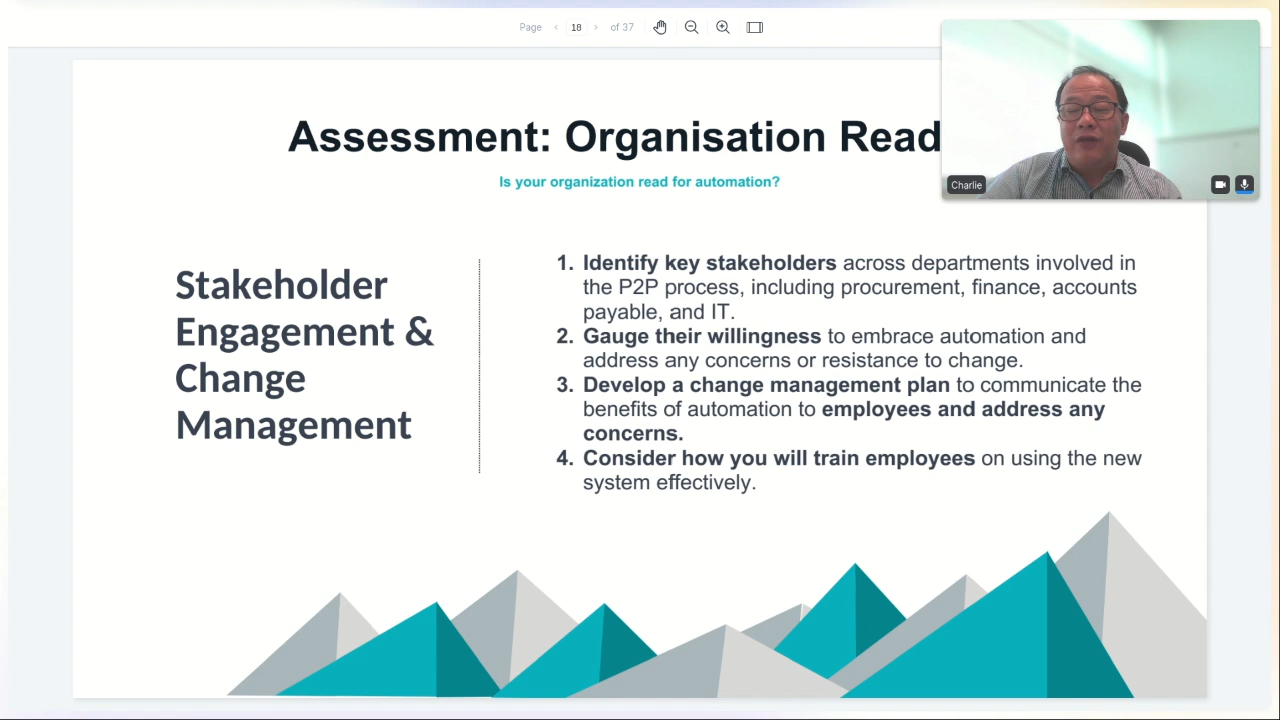 Page 18 of 37
Assessment: Organisation Read
Is your organization read for automation?
Charlie
Stakeholder
Engagement &
Change
Management
1. Identify key stakeholders across departments involved in
the P2P process, including procurement, finance, accounts
payable, and IT.
2. Gauge their willingness to embrace automation and
address any concerns or resistance to change.
3. Develop a change management plan to communicate the
benefits of automation to employees and address any
concerns.
4. Consider how you will train employees on using the new
system effectively.